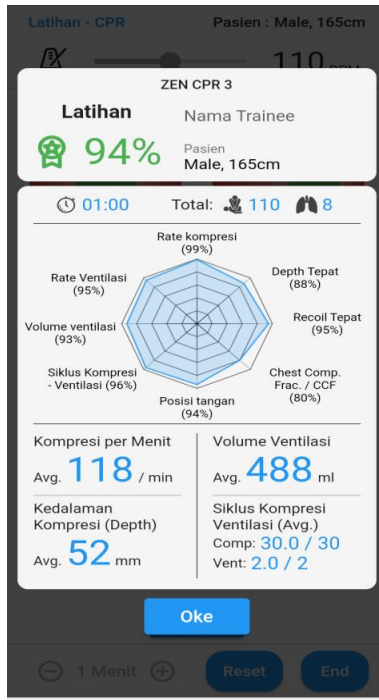 Latihan - CPR Pasien : Male, 165cm
110 BPM
ZEN CPR 3
Latihan Nama Trainee
94% Pasien
Male, 165cm
01:00 Total: 110 8
Rate kompresi
(99%)
Depth Tepat
(88%)
Recoil Tepat
(95%)
Chest Comp.
Frac. / CCF
(80%)
Posisi tangan
(94%)
Siklus Kompresi
- Ventilasi (96%)
Volume ventilasi
(93%)
Rate Ventilasi
(95%)
Kompresi per Menit
Avg. 118 / min
Volume Ventilasi
Avg. 488 ml
Kedalaman
Kompresi (Depth)
Avg. 52 mm
Siklus Kompresi
Ventilasi (Avg.)
Comp: 30.0 / 30
Vent: 2.0 / 2
Oke
1 Menit Reset End